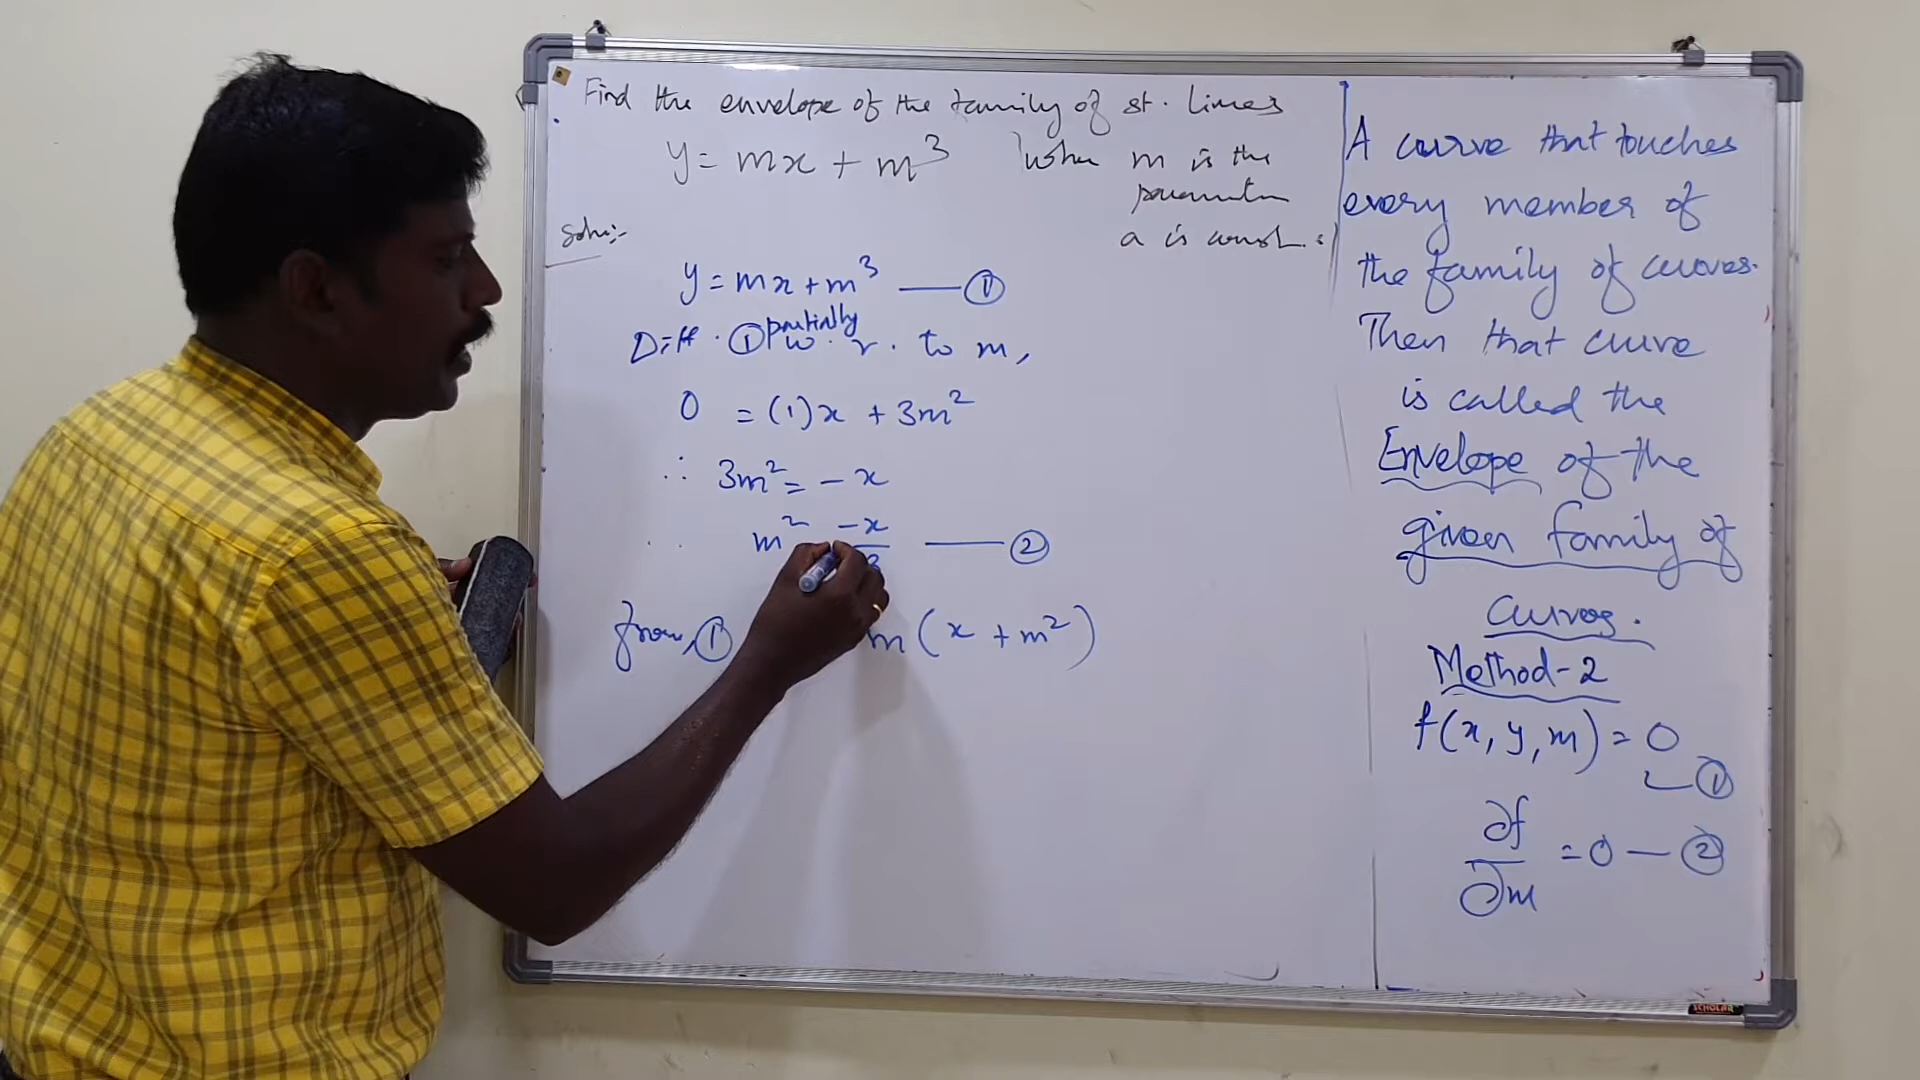 Find the envelope of the family of st. lines
y = mx + m³ when m is the
parameter
a is const.
Soln:-
y = mx + m³ —— ①
Diff. ① partially w. r. to m,
0 = (1)x + 3m²
∴ 3m² = - x
m² -x/3 —— ②
from, ① m (x + m²)
A curve that touches
every member of
the family of curves.
Then that curve
is called the
Envelope of the
given family of
Curves.
Method-2
f(x, y, m) = 0
①
∂f/∂m = 0 — ②
SCHOLAR